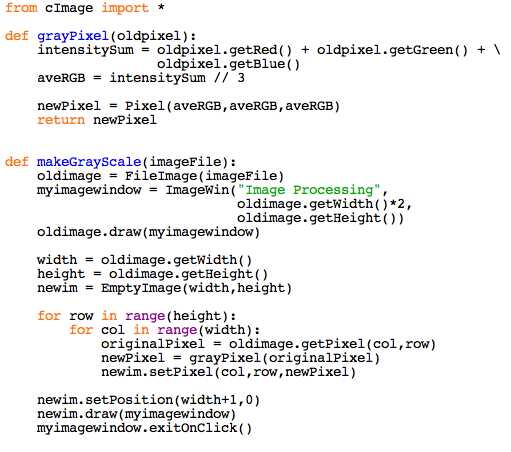 from cImage import *
def grayPixel(oldpixel):
    intensitySum = oldpixel.getRed() + oldpixel.getGreen() + \
                   oldpixel.getBlue()
    aveRGB = intensitySum // 3
    newPixel = Pixel(aveRGB,aveRGB,aveRGB)
    return newPixel
def makeGrayScale(imageFile):
    oldimage = FileImage(imageFile)
    myimagewindow = ImageWin("Image Processing",
                             oldimage.getWidth()*2,
                             oldimage.getHeight())
    oldimage.draw(myimagewindow)
    width = oldimage.getWidth()
    height = oldimage.getHeight()
    newim = EmptyImage(width,height)
    for row in range(height):
        for col in range(width):
            originalPixel = oldimage.getPixel(col,row)
            newPixel = grayPixel(originalPixel)
            newim.setPixel(col,row,newPixel)
    newim.setPosition(width+1,0)
    newim.draw(myimagewindow)
    myimagewindow.exitOnClick()